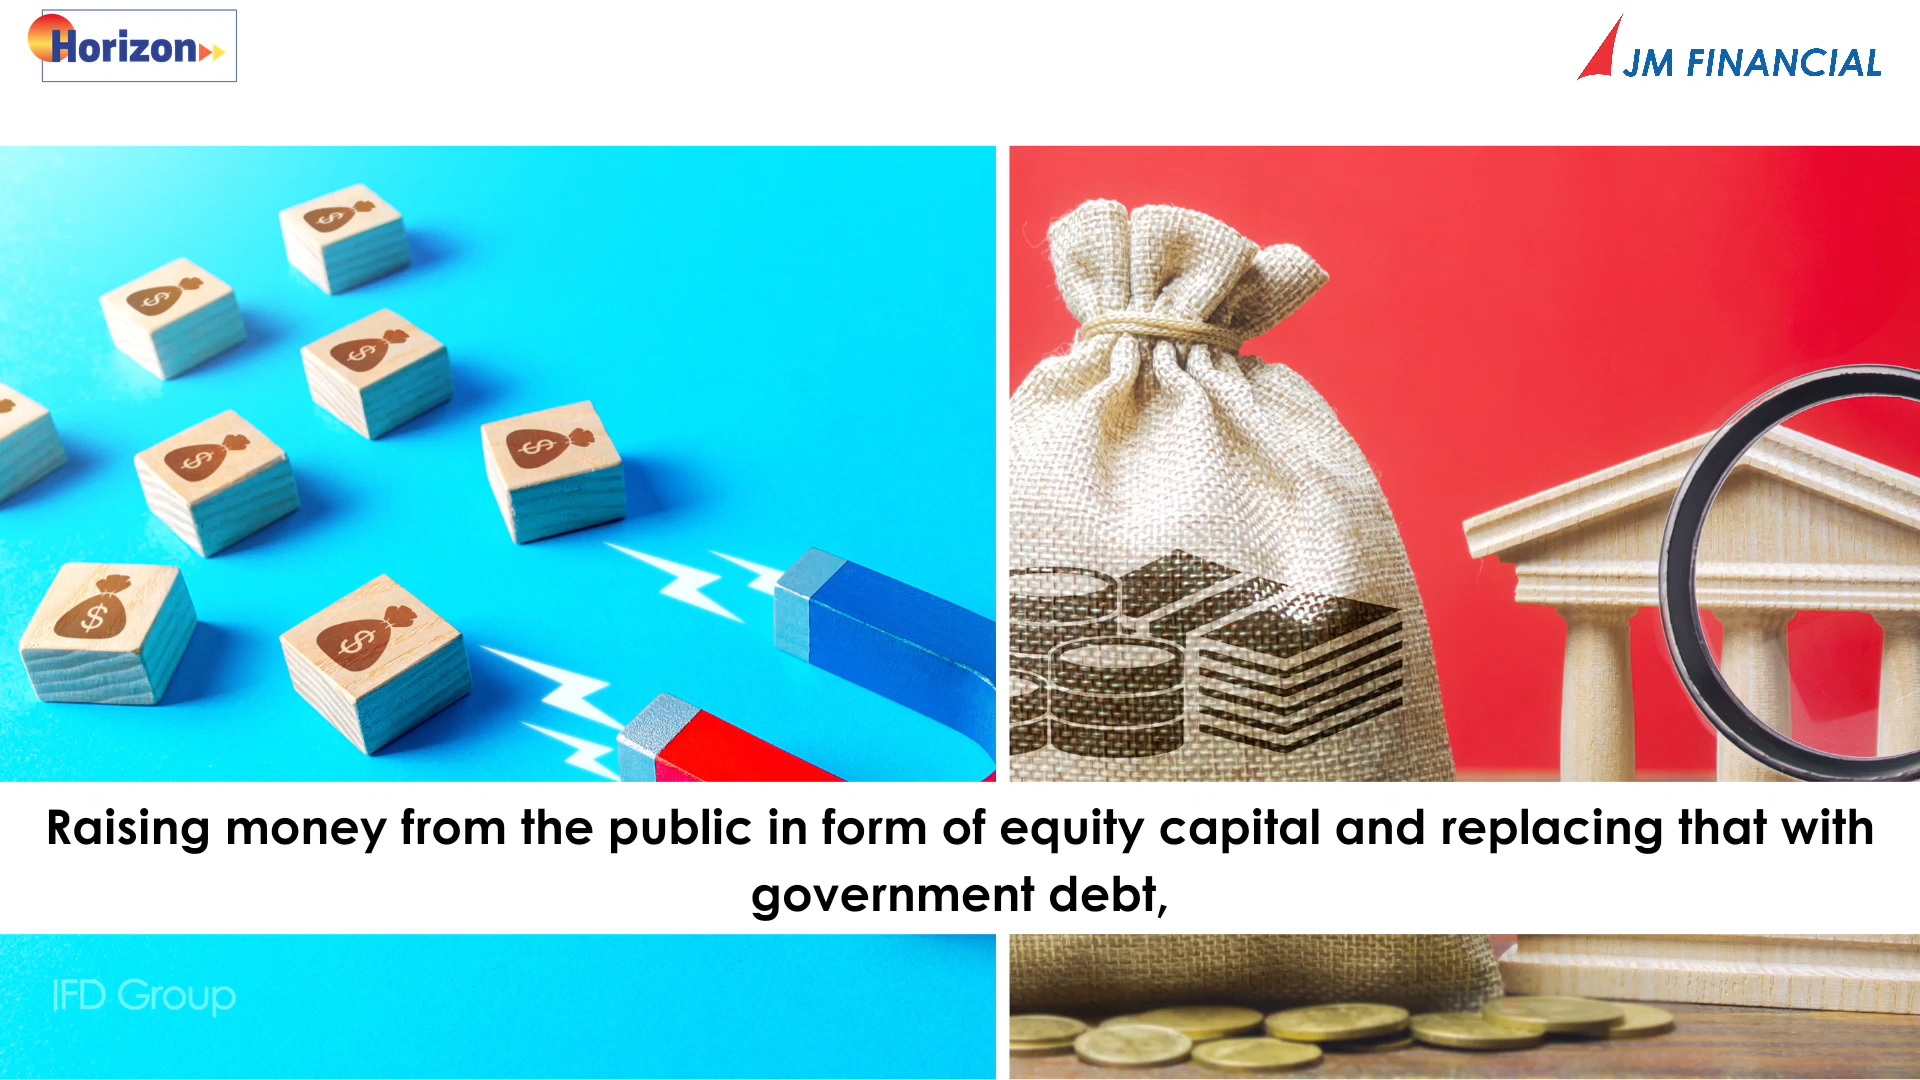 Horizon
JM FINANCIAL
Raising money from the public in form of equity capital and replacing that with
government debt,
IFD Group